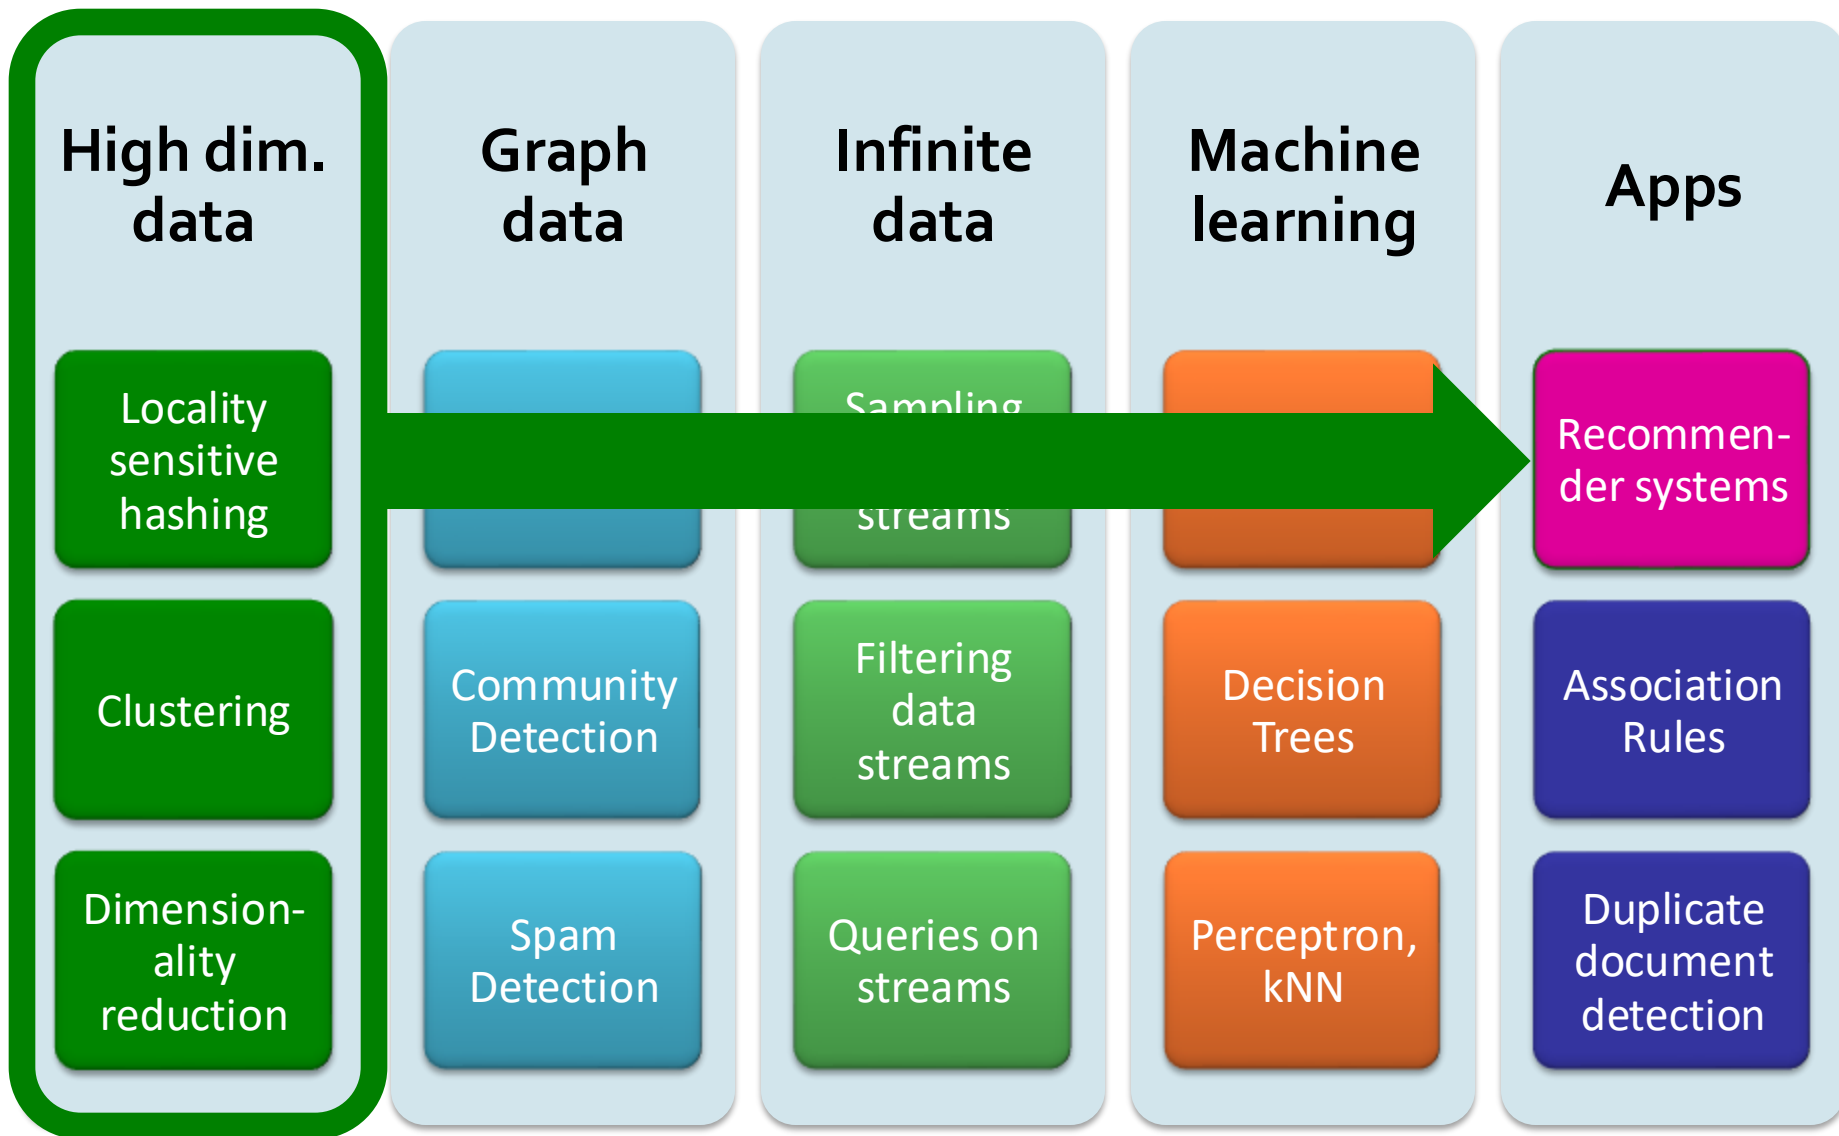 High dim.
data
Locality
sensitive
hashing
Clustering
Dimension-
ality
reduction
Graph
data
Community
Detection
Spam
Detection
Infinite
data
Sampling
streams
Filtering
data
streams
Queries on
streams
Machine
learning
Decision
Trees
Perceptron,
kNN
Apps
Recommen-
der systems
Association
Rules
Duplicate
document
detection